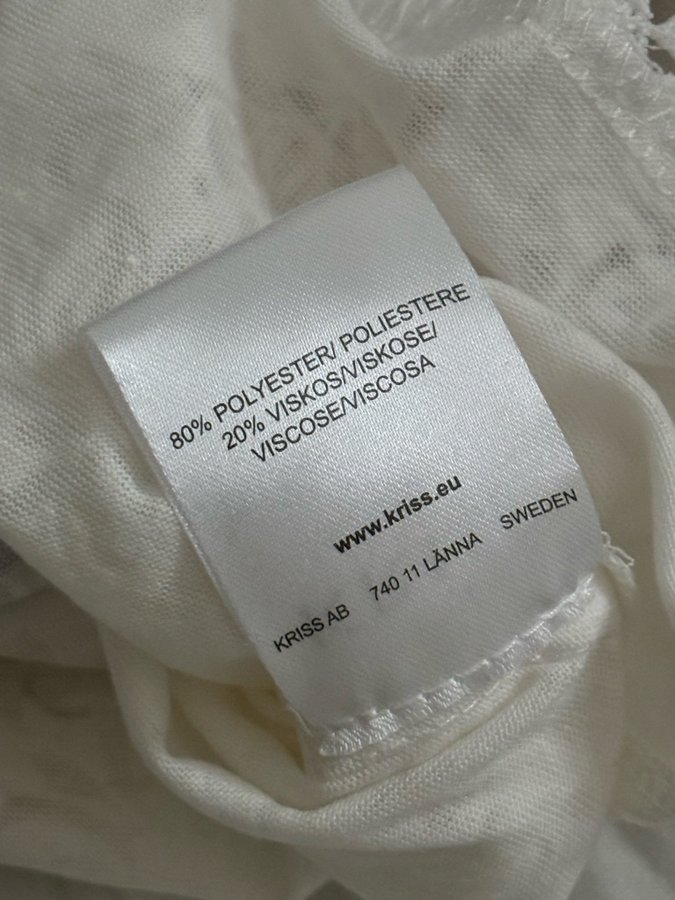 80% POLYESTER/ POLIESTERE
20% VISKOS/VISKOSE/
VISCOSE/VISCOSA
www.kriss.eu
KRISS AB 740 11 LÄNNA SWEDEN